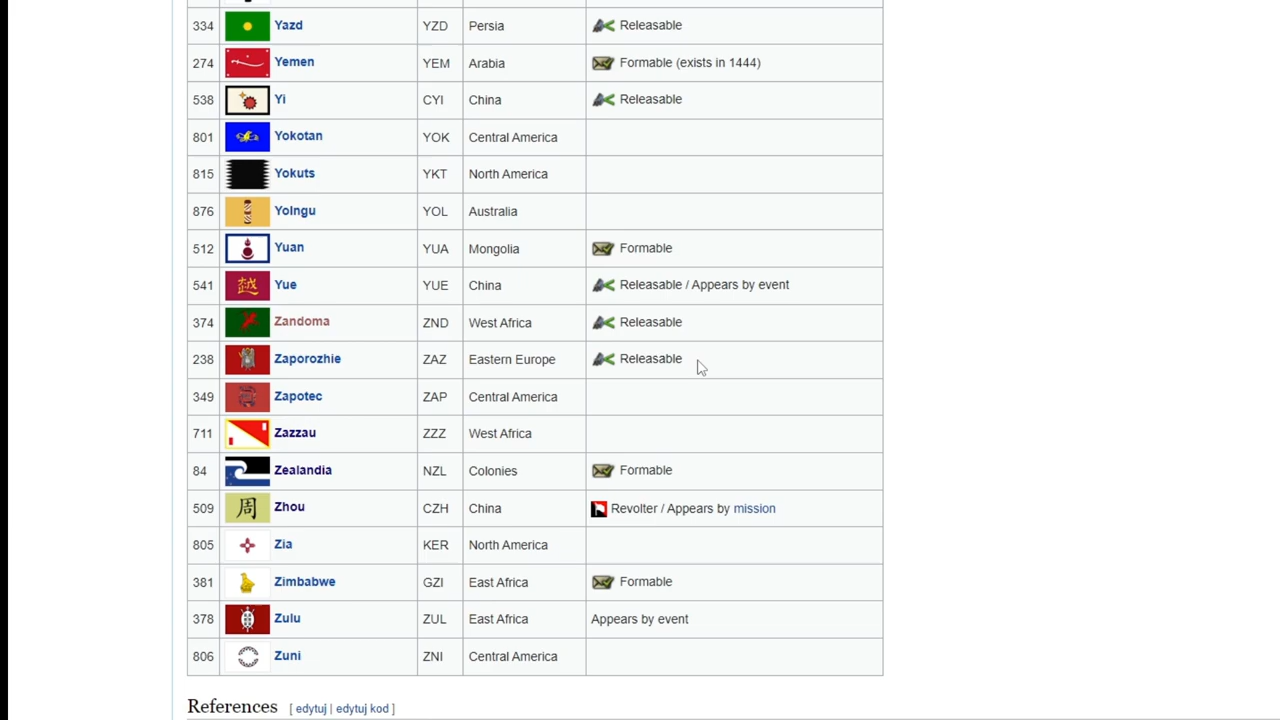 334 Yazd YZD Persia Releasable
274 Yemen YEM Arabia Formable (exists in 1444)
538 Yi CYI China Releasable
801 Yokotan YOK Central America
815 Yokuts YKT North America
876 Yolngu YOL Australia
512 Yuan YUA Mongolia Formable
541 越 Yue YUE China Releasable / Appears by event
374 Zandoma ZND West Africa Releasable
238 Zaporozhie ZAZ Eastern Europe Releasable
349 Zapotec ZAP Central America
711 Zazzau ZZZ West Africa
84 Zealandia NZL Colonies Formable
509 周 Zhou CZH China Revolter / Appears by mission
805 Zia KER North America
381 Zimbabwe GZI East Africa Formable
378 Zulu ZUL East Africa Appears by event
806 Zuni ZNI Central America
References [ edytuj | edytuj kod ]